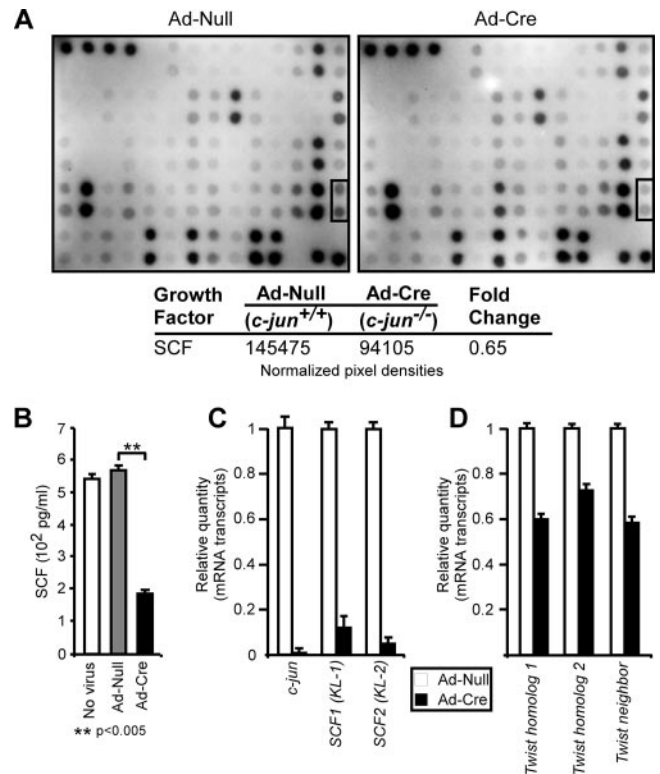 A
Ad-Null
Ad-Cre
Growth Factor
Ad-Null (c-jun+/+)
Ad-Cre (c-jun-/-)
Fold Change
SCF 145475 94105 0.65
Normalized pixel densities
B
**
SCF (10² pg/ml)
7
6
5
4
3
2
1
0
No virus
Ad-Null
Ad-Cre
** p<0.005
C
Relative quantity
(mRNA transcripts)
1
0.8
0.6
0.4
0.2
0
c-jun
SCF1 (KL-1)
SCF2 (KL-2)
Ad-Null
Ad-Cre
D
Relative quantity
(mRNA transcripts)
1
0.8
0.6
0.4
0.2
0
Twist homolog 1
Twist homolog 2
Twist neighbor